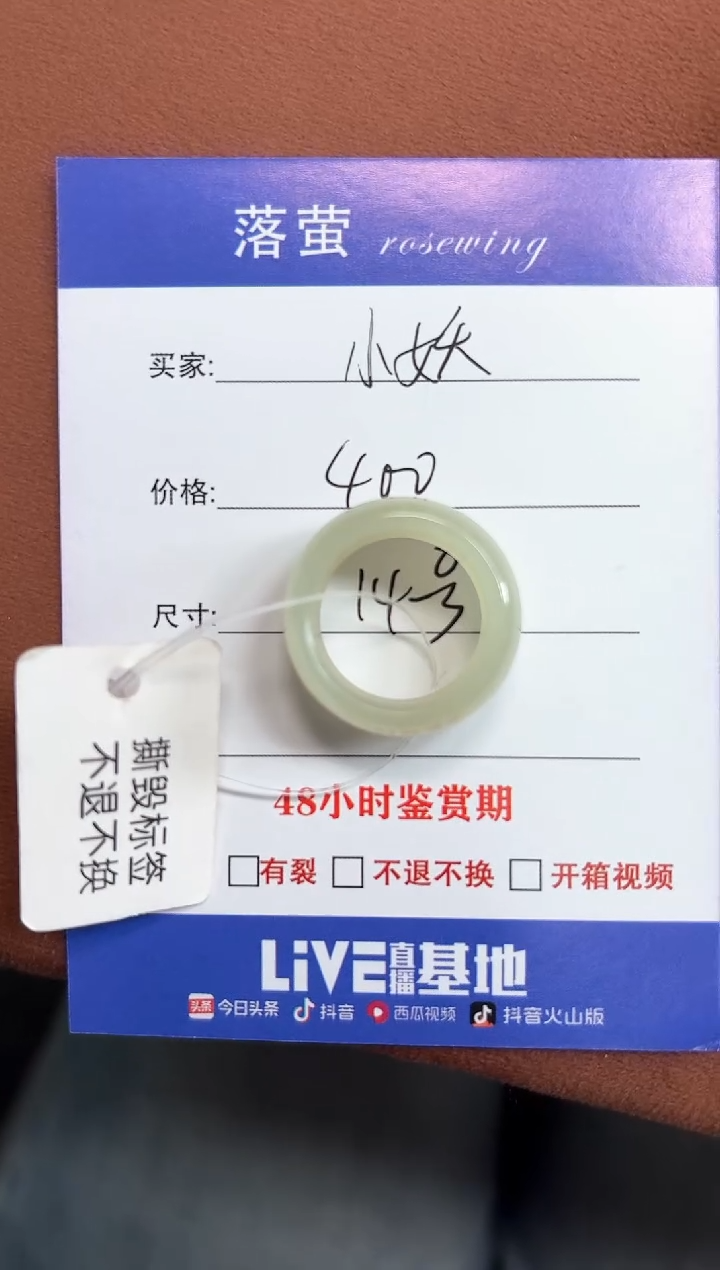 落萤 rosewing
买家: 小妖
价格: 400
尺寸: 14号
撕毁标签
不退不换
48小时鉴赏期
有裂 不退不换 开箱视频
LiVE直播基地
头条 今日头条 抖音 西瓜视频 抖音火山版